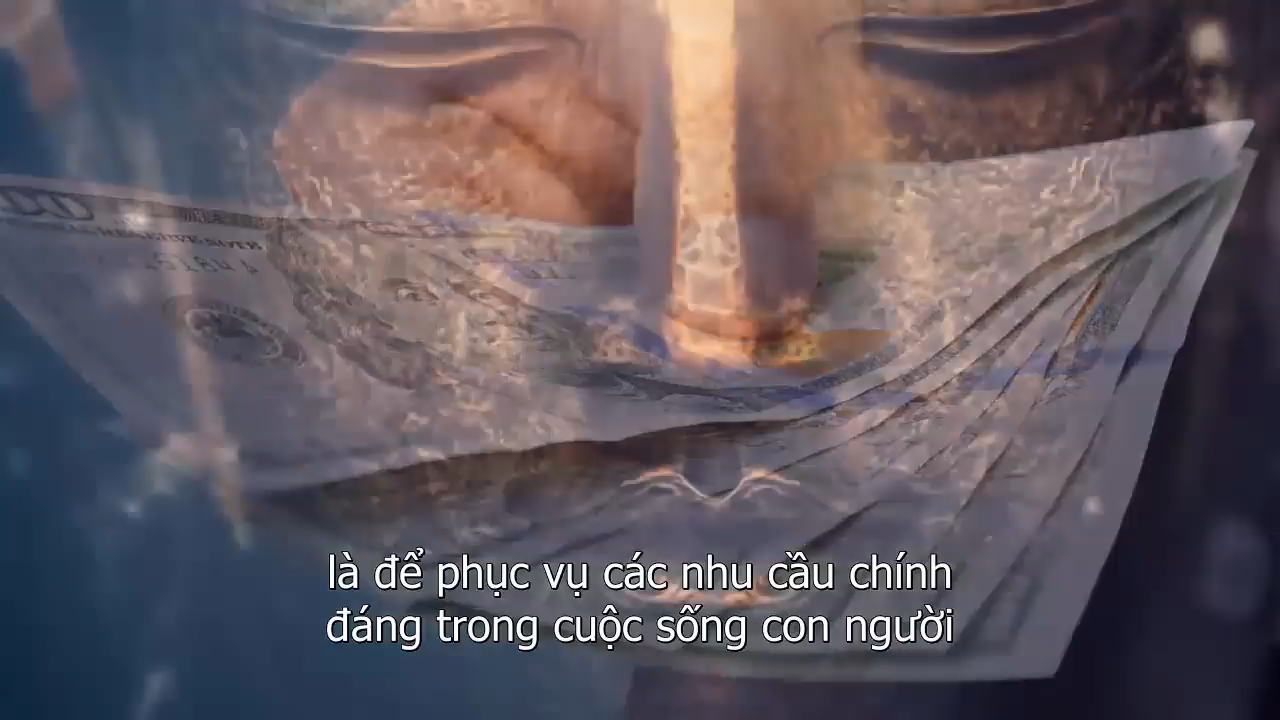 là để phục vụ các nhu cầu chính
đáng trong cuộc sống con người